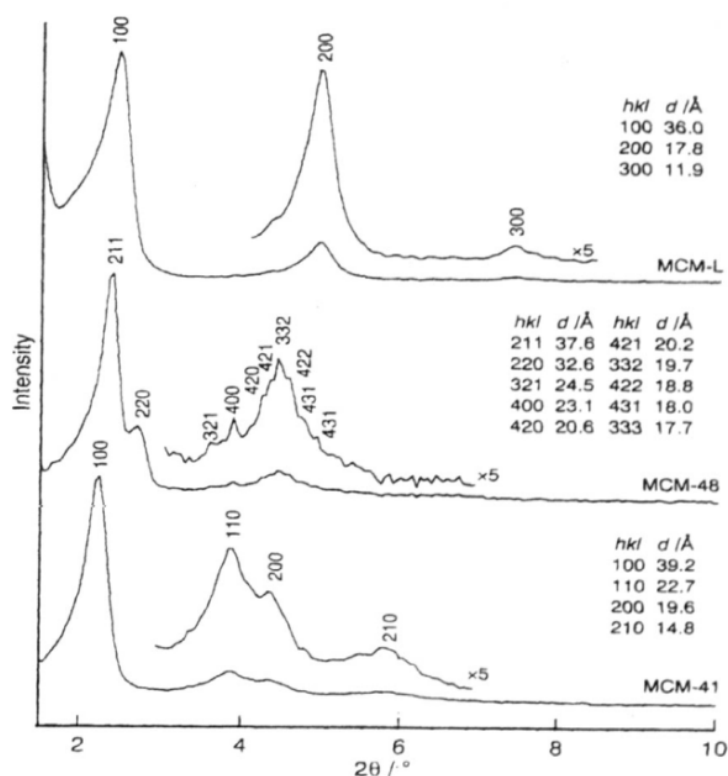 100
200
hkl d /Å
100 36.0
200 17.8
300 11.9
300
×5
MCM-L
211
220
321
400
420
421
332
422
431
431
hkl d /Å hkl d /Å
211 37.6 421 20.2
220 32.6 332 19.7
321 24.5 422 18.8
400 23.1 431 18.0
420 20.6 333 17.7
×5
MCM-48
100
110
200
210
hkl d /Å
100 39.2
110 22.7
200 19.6
210 14.8
×5
MCM-41
Intensity
2 4 6 8 10
2θ /·°